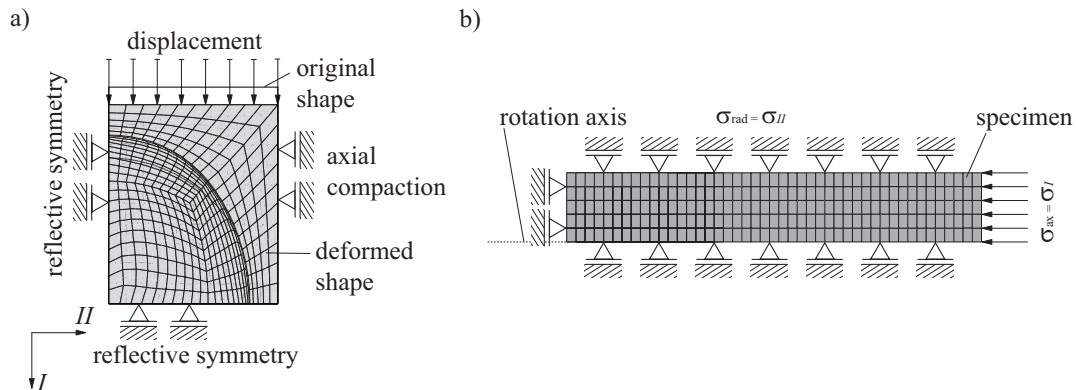 a)
displacement
original
shape
reflective symmetry
axial
compaction
deformed
shape
II
I
reflective symmetry
b)
rotation axis
σrad = σII
specimen
σax = σI